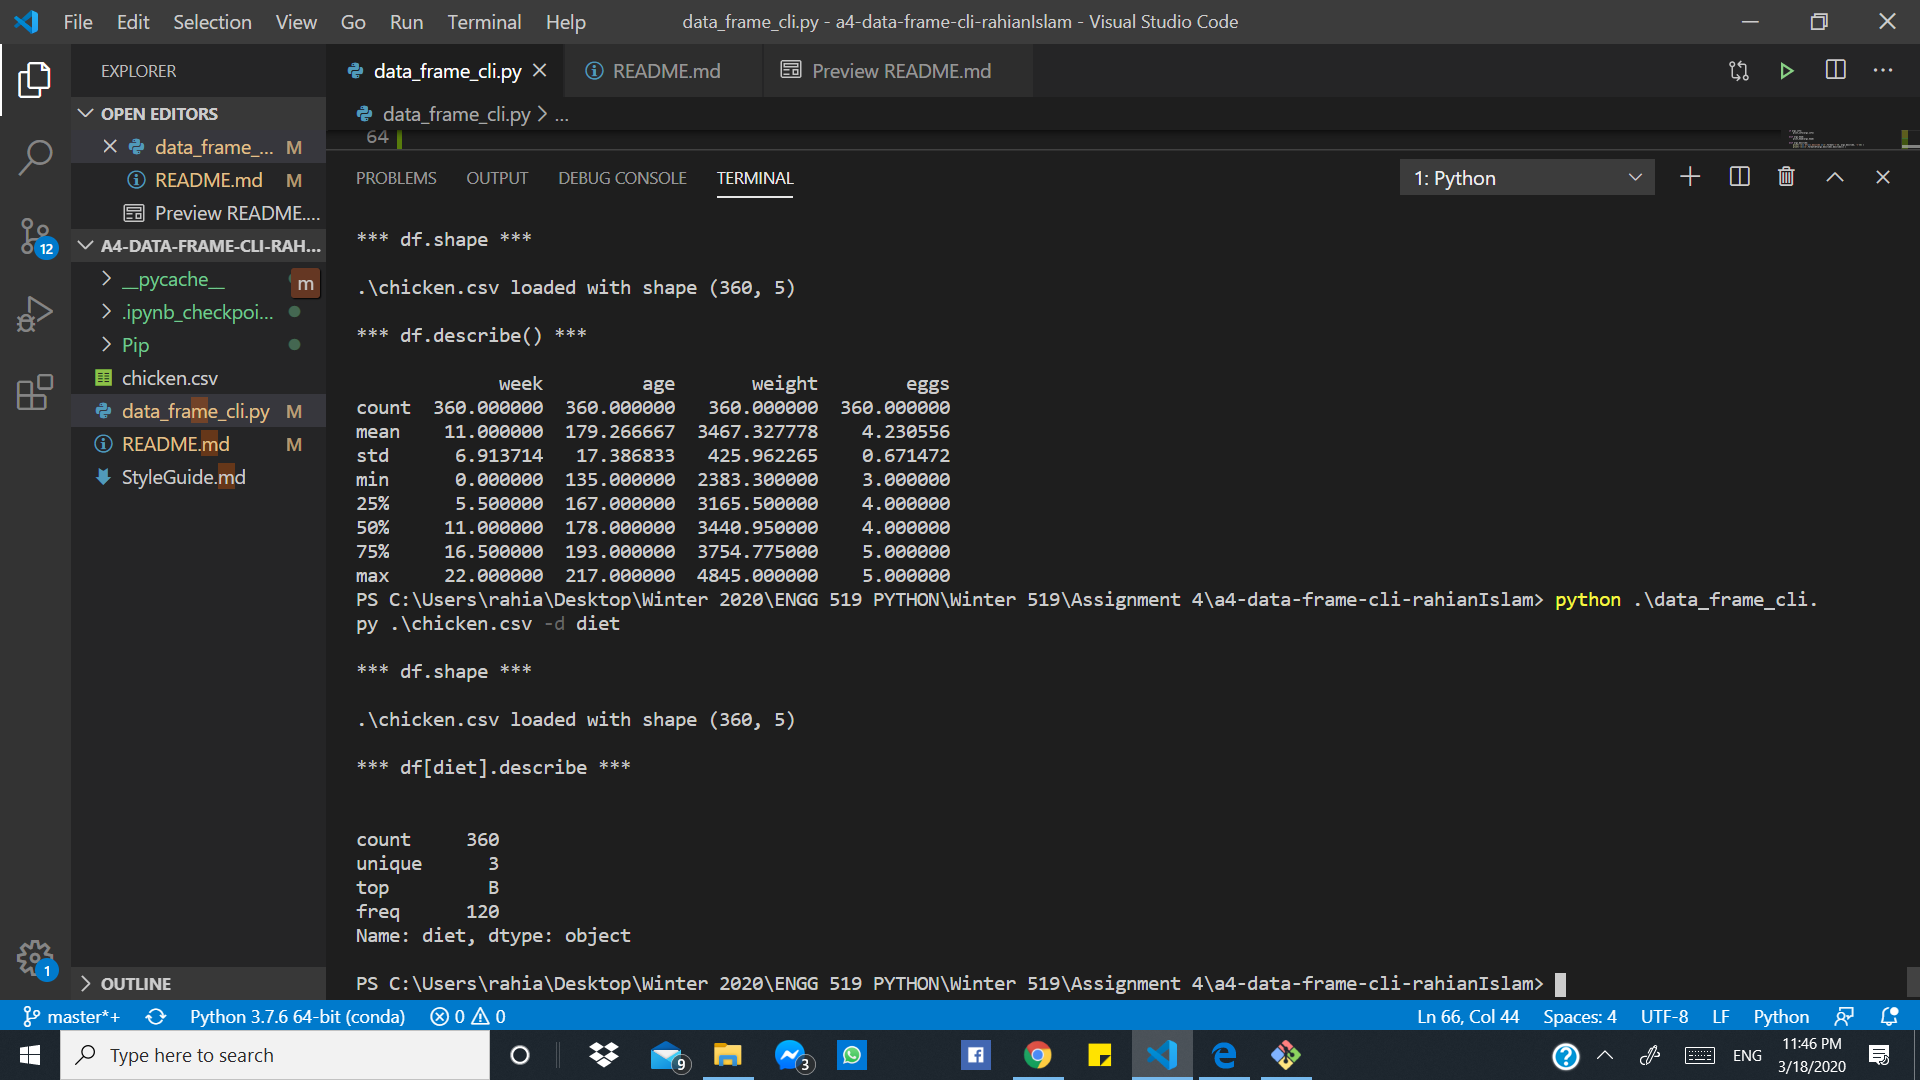 File Edit Selection View Go Run Terminal Help data_frame_cli.py - a4-data-frame-cli-rahianIslam - Visual Studio Code
EXPLORER
data_frame_cli.py README.md Preview README.md
OPEN EDITORS
data_frame_cli.py > ...
64
data_frame_... M
README.md M
Preview README....
12
A4-DATA-FRAME-CLI-RAH...
__pycache__
m
.ipynb_checkpoi...
Pip
chicken.csv
data_frame_cli.py M
README.md M
StyleGuide.md
1
OUTLINE
PROBLEMS OUTPUT DEBUG CONSOLE TERMINAL 1: Python
*** df.shape ***
.\chicken.csv loaded with shape (360, 5)
*** df.describe() ***
week age weight eggs
count 360.000000 360.000000 360.000000 360.000000
mean 11.000000 179.266667 3467.327778 4.230556
std 6.913714 17.386833 425.962265 0.671472
min 0.000000 135.000000 2383.300000 3.000000
25% 5.500000 167.000000 3165.500000 4.000000
50% 11.000000 178.000000 3440.950000 4.000000
75% 16.500000 193.000000 3754.775000 5.000000
max 22.000000 217.000000 4845.000000 5.000000
PS C:\Users\rahia\Desktop\Winter 2020\ENGG 519 PYTHON\Winter 519\Assignment 4\a4-data-frame-cli-rahianIslam> python .\data_frame_cli.
py .\chicken.csv -d diet
*** df.shape ***
.\chicken.csv loaded with shape (360, 5)
*** df[diet].describe ***
count 360
unique 3
top B
freq 120
Name: diet, dtype: object
PS C:\Users\rahia\Desktop\Winter 2020\ENGG 519 PYTHON\Winter 519\Assignment 4\a4-data-frame-cli-rahianIslam>
master*+ Python 3.7.6 64-bit (conda) 0 0 Ln 66, Col 44 Spaces: 4 UTF-8 LF Python
Type here to search 9 3 ENG
11:46 PM
3/18/2020